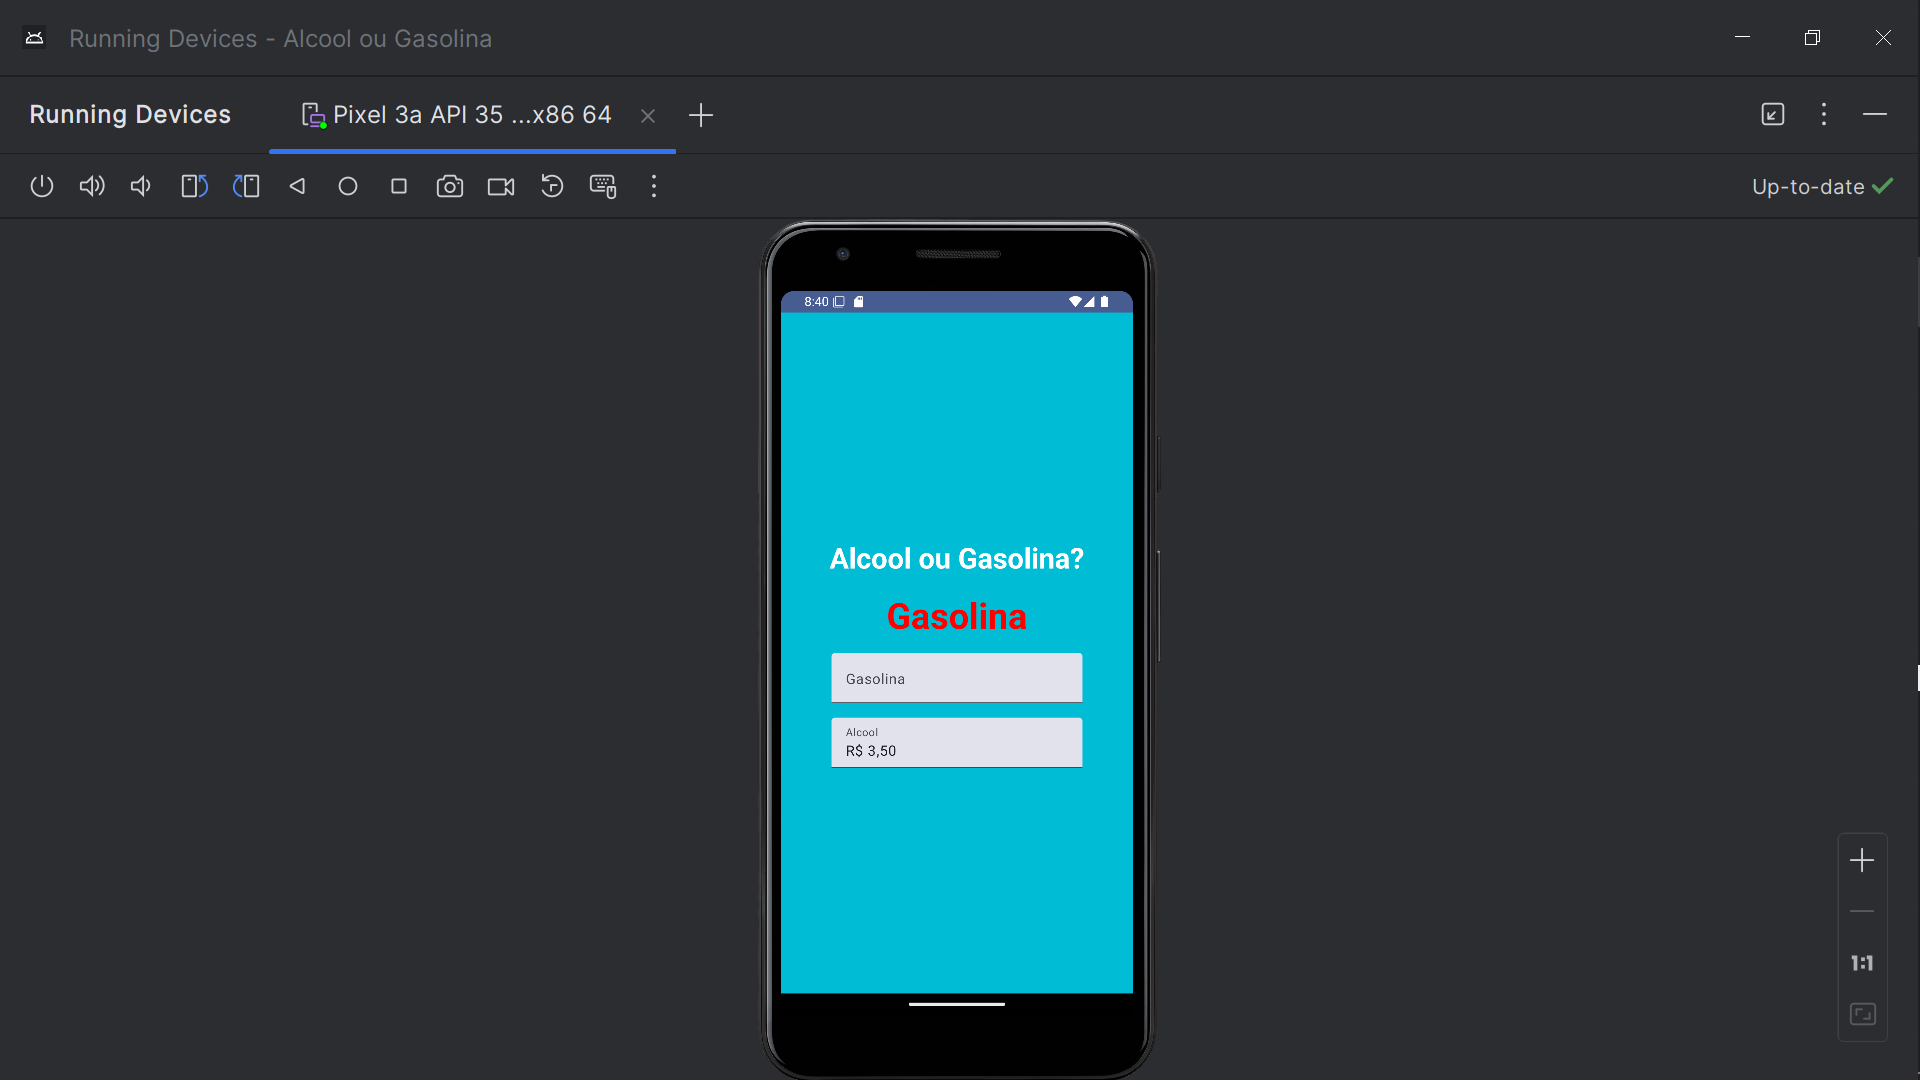 Running Devices - Alcool ou Gasolina
Running Devices
Pixel 3a API 35 ...x86 64
Up-to-date
8:40
Alcool ou Gasolina?
Gasolina
Gasolina
Alcool
R$ 3,50
1:1